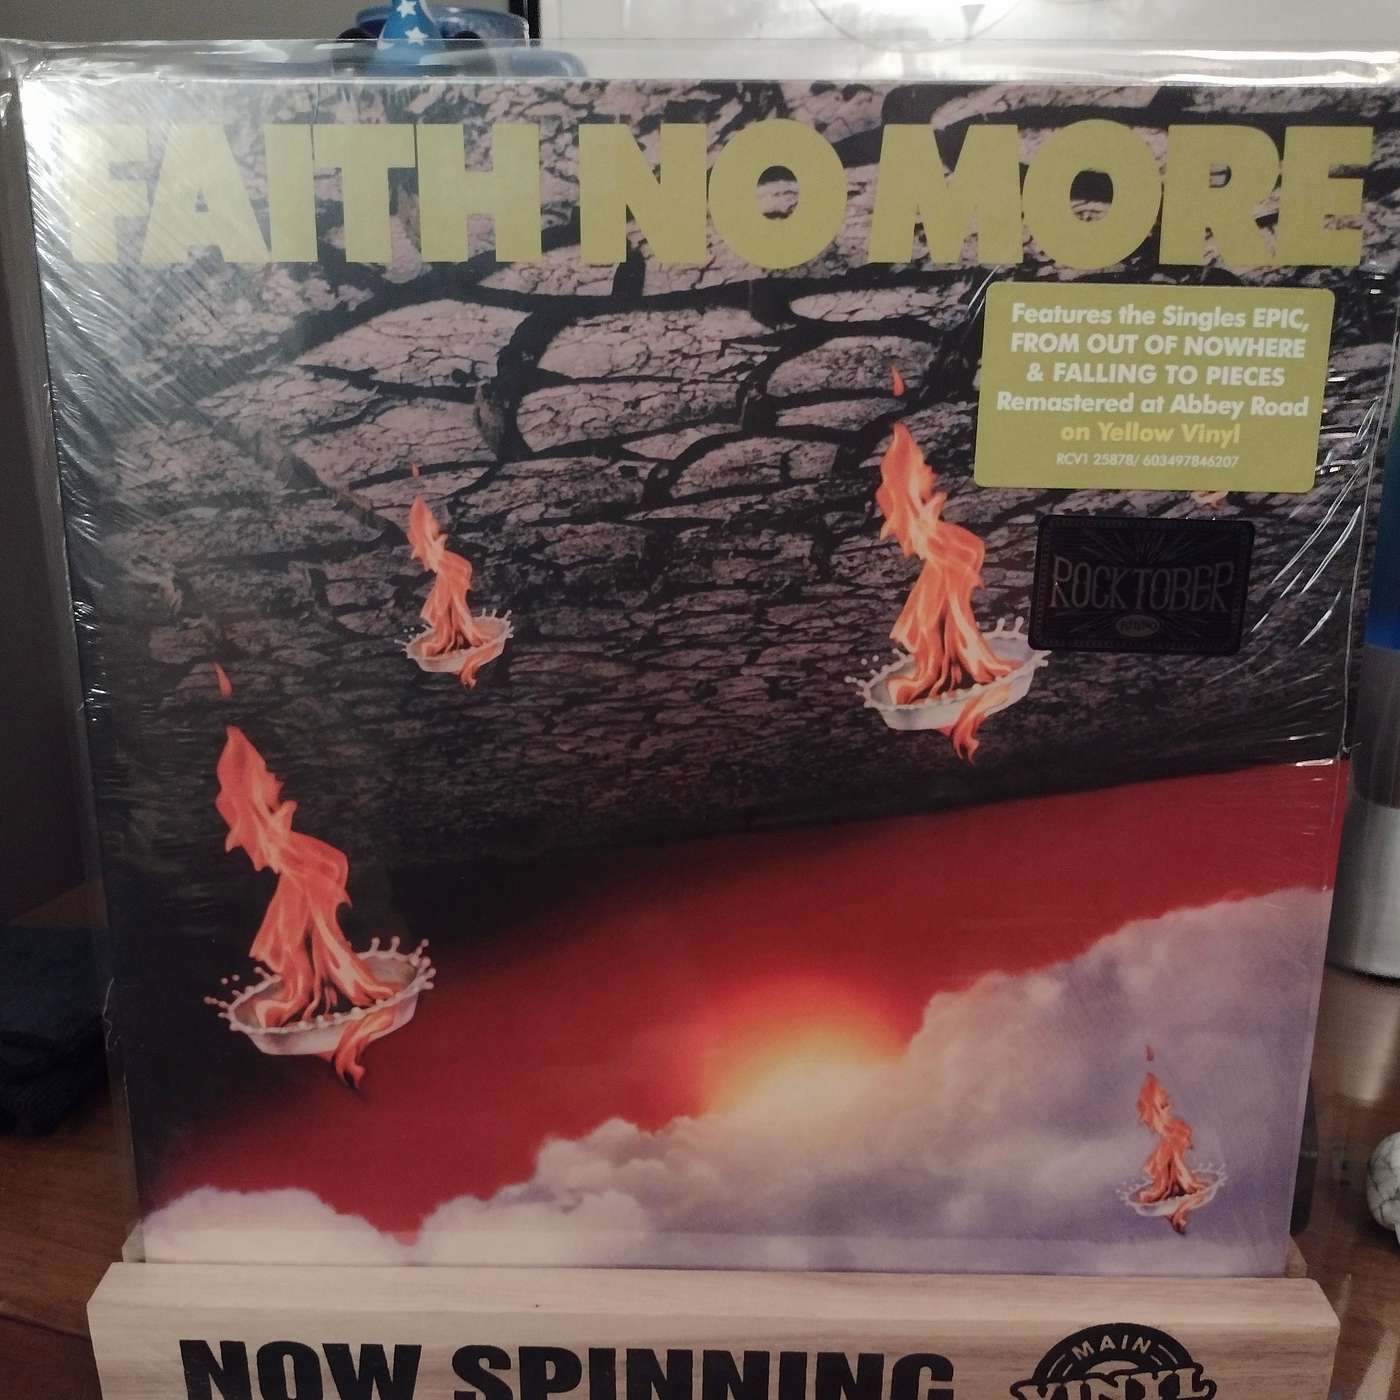 FAITH NO MORE
Features the Singles EPIC,
FROM OUT OF NOWHERE
& FALLING TO PIECES
Remastered at Abbey Road
on Yellow Vinyl
RCV1 25878/ 603497846207
ROCKTOBER
NOW SPINNING
MAIN
VINYL